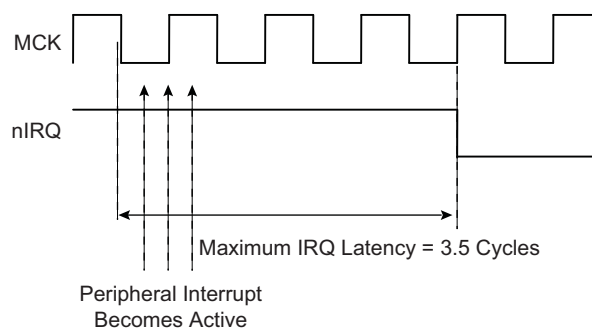 MCK
nIRQ
Maximum IRQ Latency = 3.5 Cycles
Peripheral Interrupt
Becomes Active